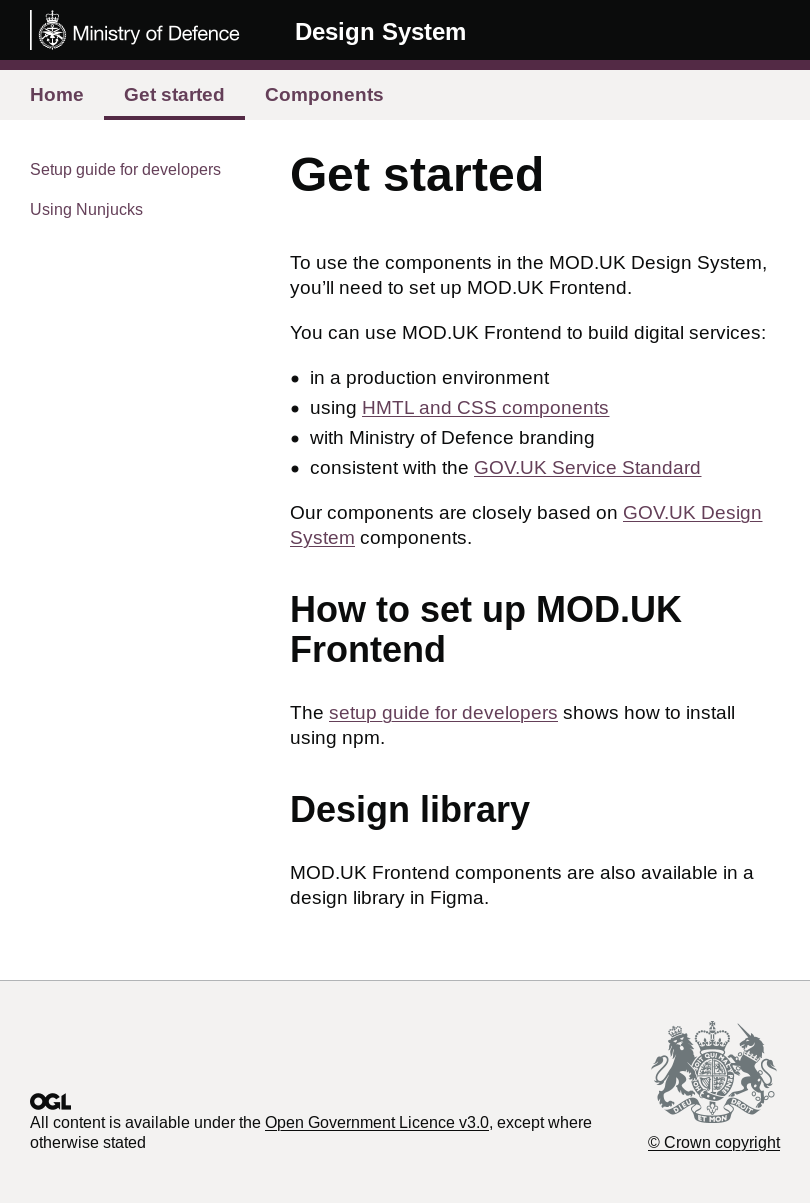 Ministry of Defence
Design System
Home
Get started
Components
Setup guide for developers
Using Nunjucks
Get started
To use the components in the MOD.UK Design System,
you’ll need to set up MOD.UK Frontend.
You can use MOD.UK Frontend to build digital services:
• in a production environment
• using HMTL and CSS components
• with Ministry of Defence branding
• consistent with the GOV.UK Service Standard
Our components are closely based on GOV.UK Design
System components.
How to set up MOD.UK
Frontend
The setup guide for developers shows how to install
using npm.
Design library
MOD.UK Frontend components are also available in a
design library in Figma.
OGL
All content is available under the Open Government Licence v3.0, except where
otherwise stated
DIEU ET MON DROIT
© Crown copyright